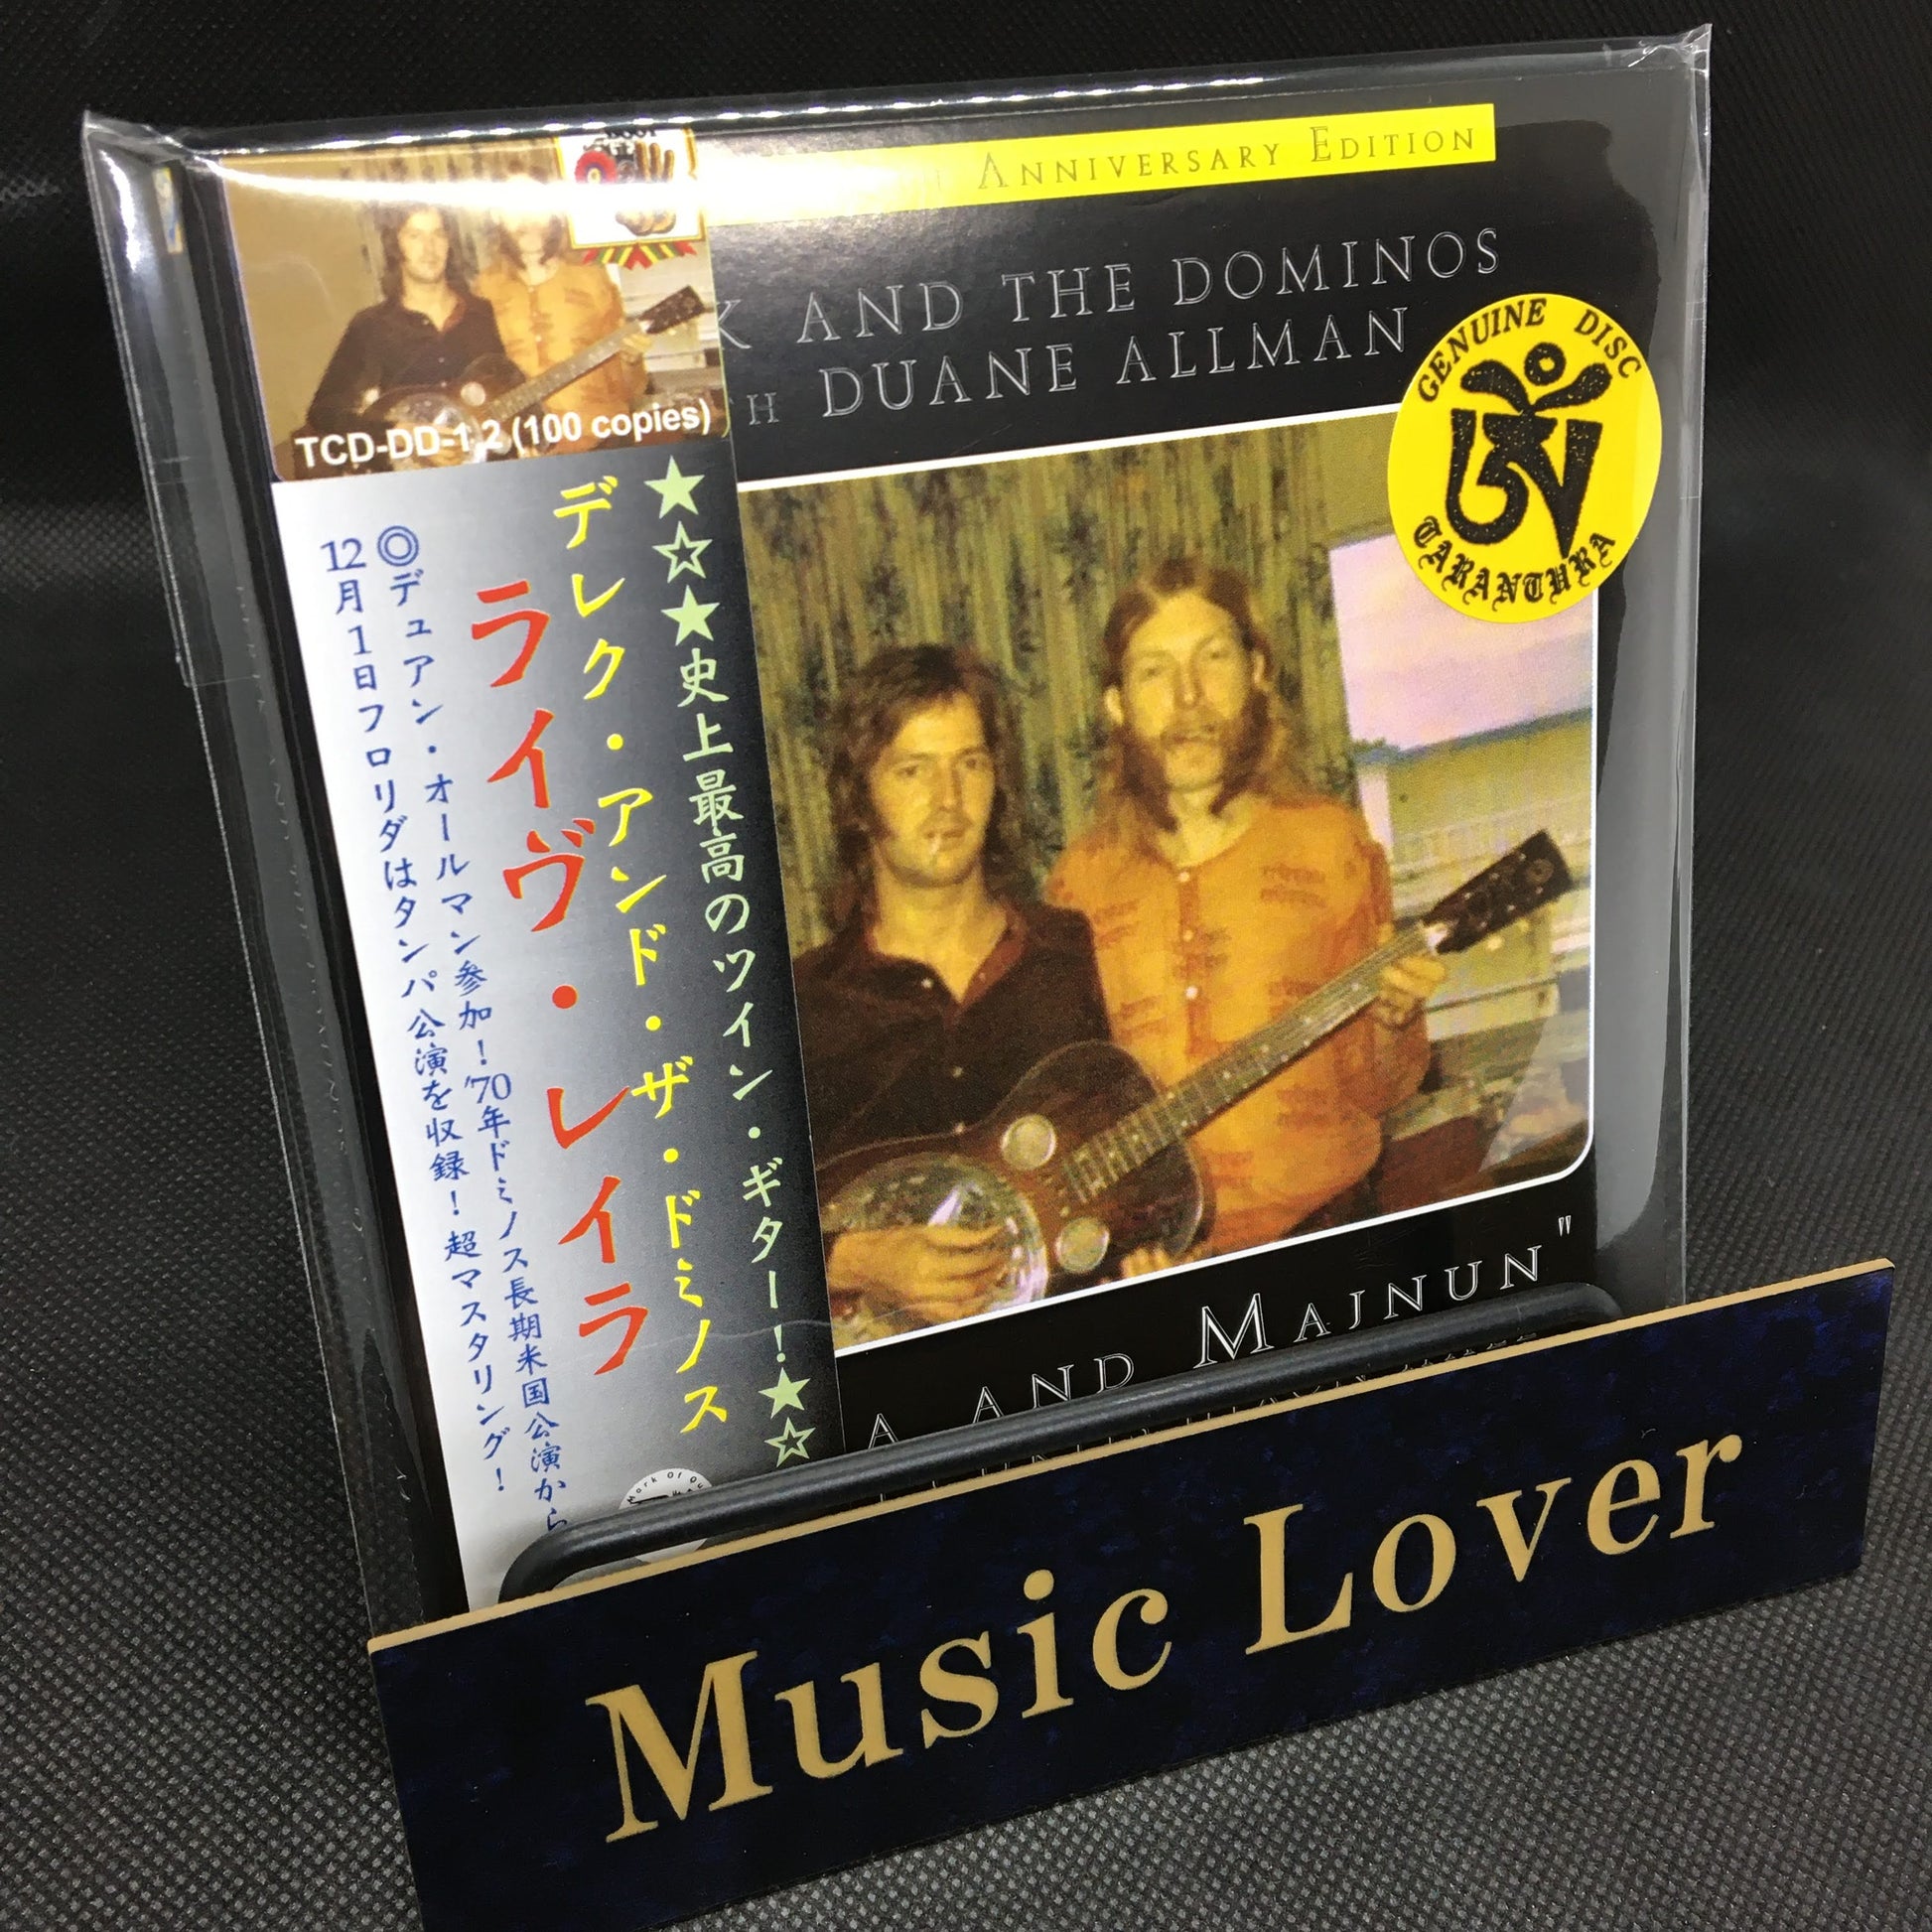 ANNIVERSARY EDITION
K AND THE DOMINOS
TH DUANE ALLMAN
GENUINE DISC
TARANTURA
TCD-DD-1,2 (100 copies)
★☆★史上最高のツイン・ギター!★☆
デレク・アンド・ザ・ドミノス
ライヴ・レイラ
◎デュアン・オールマン参加!'70年ドミノス長期米国公演から
12月1日フロリダはタンパ公演を収録!超マスタリング!
A AND MAJNUN"
Music Lover